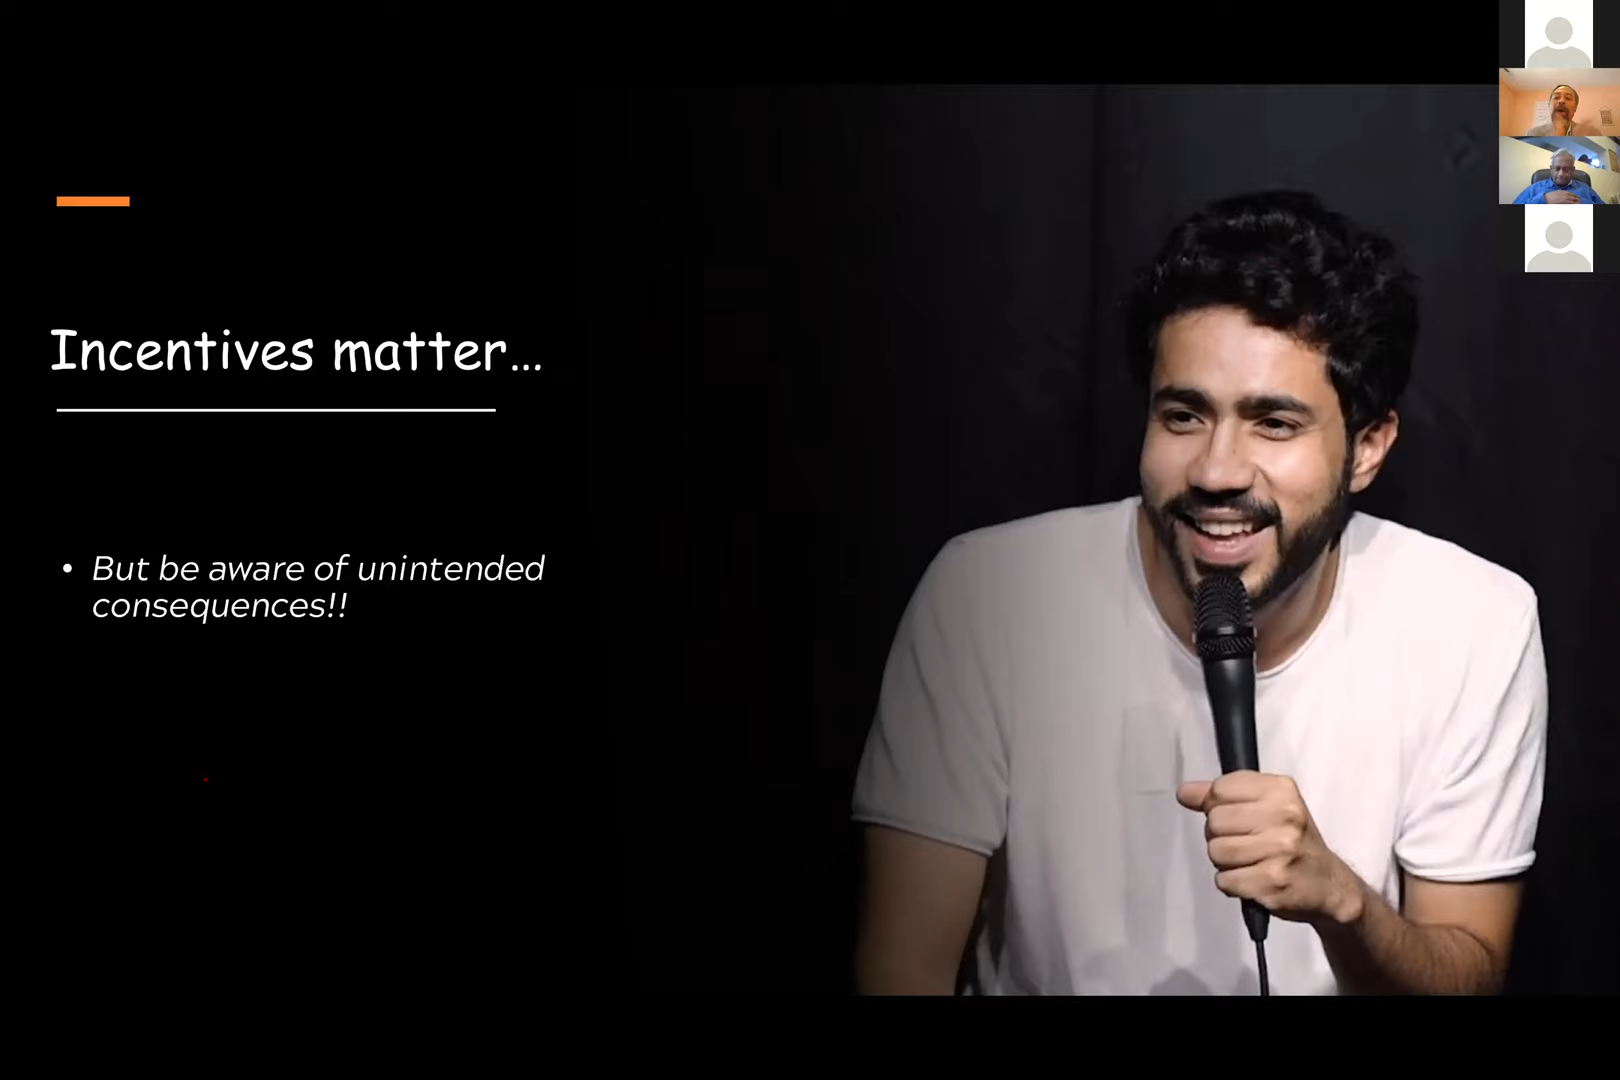 Incentives matter...
• But be aware of unintended
consequences!!